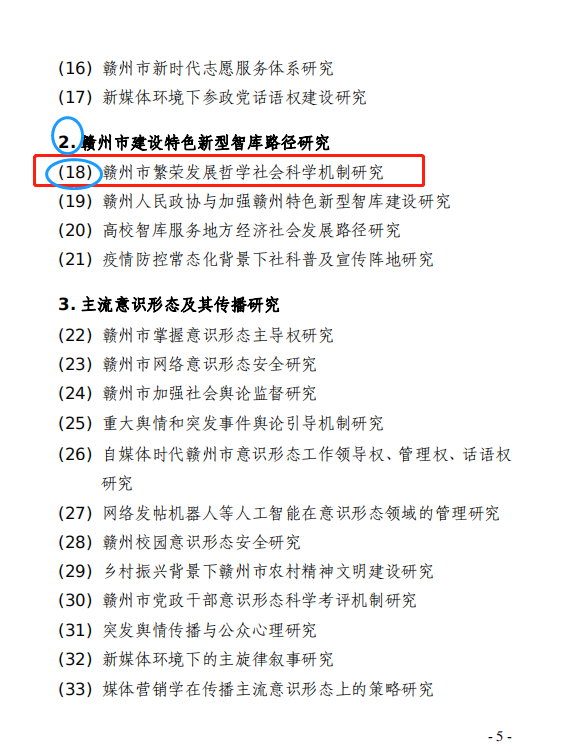 (16) 赣州市新时代志愿服务体系研究
(17) 新媒体环境下参政党话语权建设研究
2. 赣州市建设特色新型智库路径研究
(18) 赣州市繁荣发展哲学社会科学机制研究
(19) 赣州人民政协与加强赣州特色新型智库建设研究
(20) 高校智库服务地方经济社会发展路径研究
(21) 疫情防控常态化背景下社科普及宣传阵地研究
3. 主流意识形态及其传播研究
(22) 赣州市掌握意识形态主导权研究
(23) 赣州市网络意识形态安全研究
(24) 赣州市加强社会舆论监督研究
(25) 重大舆情和突发事件舆论引导机制研究
(26) 自媒体时代赣州市意识形态工作领导权、管理权、话语权
研究
(27) 网络发帖机器人等人工智能在意识形态领域的管理研究
(28) 赣州校园意识形态安全研究
(29) 乡村振兴背景下赣州市农村精神文明建设研究
(30) 赣州市党政干部意识形态科学考评机制研究
(31) 突发舆情传播与公众心理研究
(32) 新媒体环境下的主旋律叙事研究
(33) 媒体营销学在传播主流意识形态上的策略研究
- 5 -